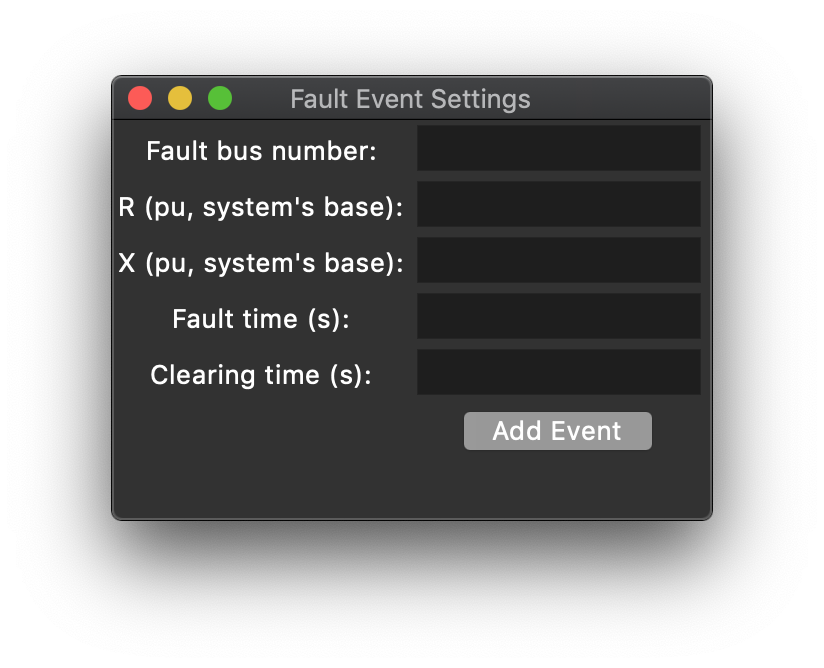 Fault Event Settings
Fault bus number:
R (pu, system's base):
X (pu, system's base):
Fault time (s):
Clearing time (s):
Add Event